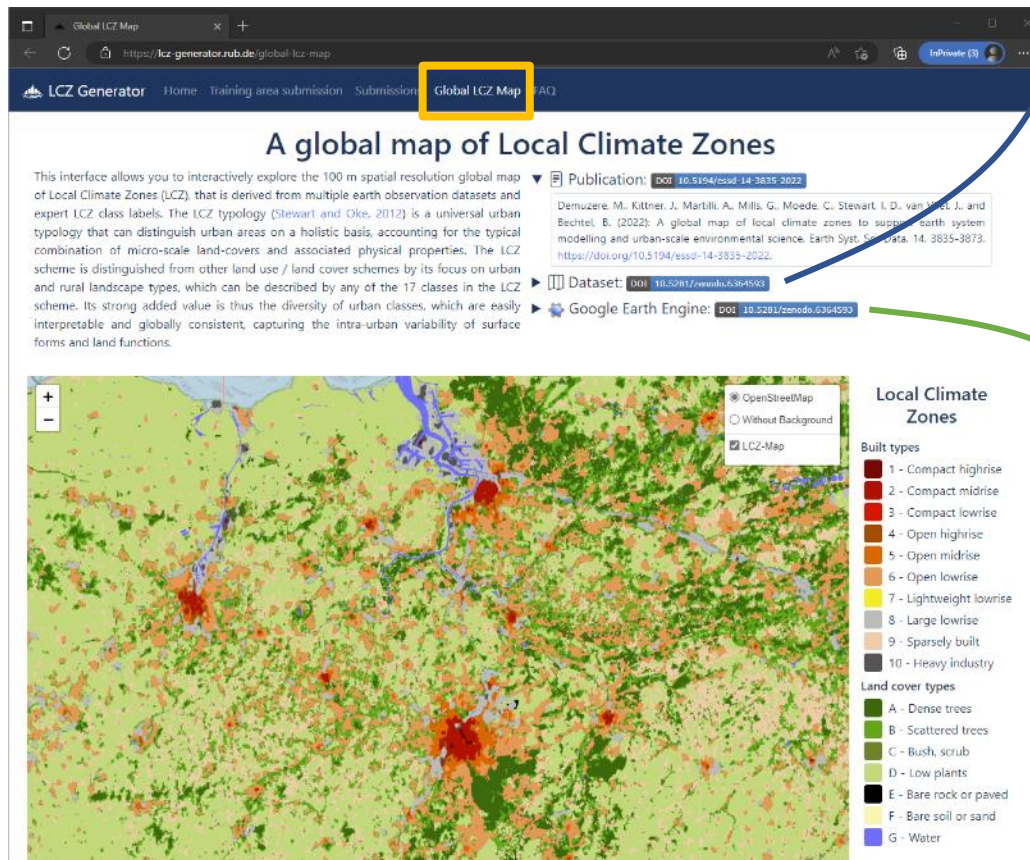 Global LCZ Map
https://lcz-generator.rub.de/global-lcz-map
InPrivate (3)
LCZ Generator Home Training area submission Submission Global LCZ Map FAQ
A global map of Local Climate Zones
This interface allows you to interactively explore the 100 m spatial resolution global map
of Local Climate Zones (LCZ), that is derived from multiple earth observation datasets and
expert LCZ class labels. The LCZ typology (Stewart and Oke, 2012) is a universal urban
typology that can distinguish urban areas on a holistic basis, accounting for the typical
combination of micro-scale land-covers and associated physical properties. The LCZ
scheme is distinguished from other land use / land cover schemes by its focus on urban
and rural landscape types, which can be described by any of the 17 classes in the LCZ
scheme. Its strong added value is thus the diversity of urban classes, which are easily
interpretable and globally consistent, capturing the intra-urban variability of surface
forms and land functions.
Publication: DOI 10.5194/essd-14-3835-2022
Demuzere, M., Kittner, J., Martilli, A., Mills, G., Moede, C., Stewart, I. D., van Vliet, J., and
Bechtel, B. (2022): A global map of local climate zones to support earth system
modelling and urban-scale environmental science. Earth Syst. Sci. Data, 14, 3835-3873.
https://doi.org/10.5194/essd-14-3835-2022.
Dataset: DOI 10.5281/zenodo.6364593
Google Earth Engine: DOI 10.5281/zenodo.6364593
+
−
OpenStreetMap
Without Background
LCZ-Map
Local Climate
Zones
Built types
1 - Compact highrise
2 - Compact midrise
3 - Compact lowrise
4 - Open highrise
5 - Open midrise
6 - Open lowrise
7 - Lightweight lowrise
8 - Large lowrise
9 - Sparsely built
10 - Heavy industry
Land cover types
A - Dense trees
B - Scattered trees
C - Bush, scrub
D - Low plants
E - Bare rock or paved
F - Bare soil or sand
G - Water